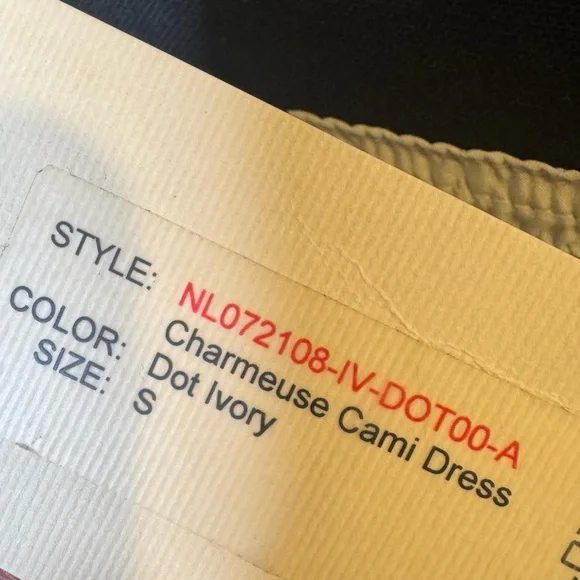 STYLE: NL072108-IV-DOT00-A
Charmeuse Cami Dress
COLOR: Dot Ivory
SIZE: S